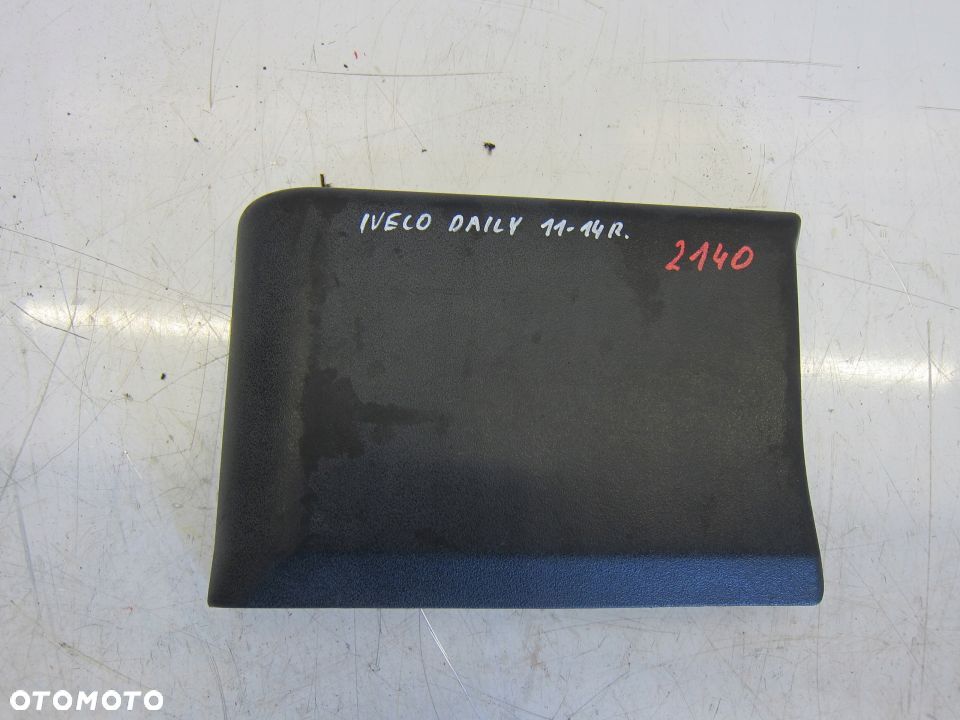 IVECO DAILY 11-14R.
2140
OTOMOTO